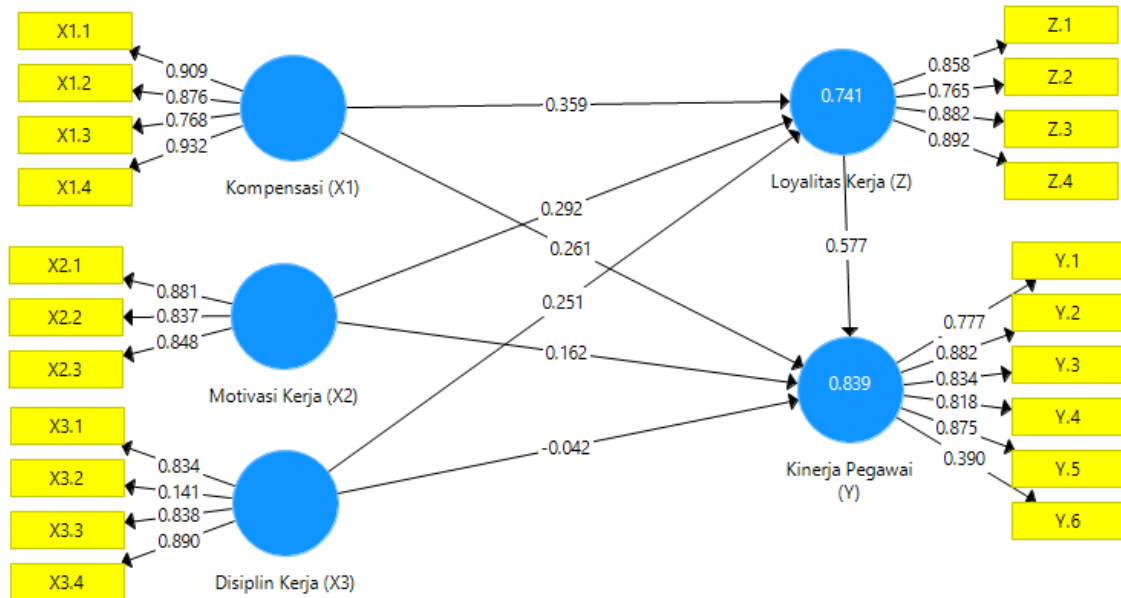 X1.1
X1.2
X1.3
X1.4
0.909
0.876
0.768
0.932
Kompensasi (X1)
X2.1
X2.2
X2.3
0.881
0.837
0.848
Motivasi Kerja (X2)
X3.1
X3.2
X3.3
X3.4
0.834
0.141
0.838
0.890
Disiplin Kerja (X3)
0.359
0.292
0.261
0.251
0.162
-0.042
0.741
Loyalitas Kerja (Z)
0.577
0.839
Kinerja Pegawai
(Y)
0.858
0.765
0.882
0.892
Z.1
Z.2
Z.3
Z.4
0.777
0.882
0.834
0.818
0.875
0.390
Y.1
Y.2
Y.3
Y.4
Y.5
Y.6